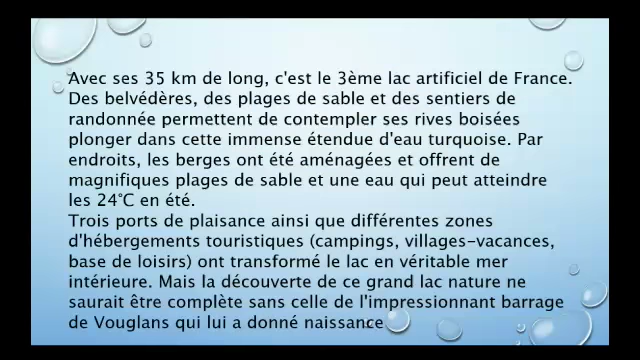 Avec ses 35 km de long, c'est le 3ème lac artificiel de France.
Des belvédères, des plages de sable et des sentiers de
randonnée permettent de contempler ses rives boisées
plonger dans cette immense étendue d'eau turquoise. Par
endroits, les berges ont été aménagées et offrent de
magnifiques plages de sable et une eau qui peut atteindre
les 24°C en été.
Trois ports de plaisance ainsi que différentes zones
d'hébergements touristiques (campings, villages-vacances,
base de loisirs) ont transformé le lac en véritable mer
intérieure. Mais la découverte de ce grand lac nature ne
saurait être complète sans celle de l'impressionnant barrage
de Vouglans qui lui a donné naissance